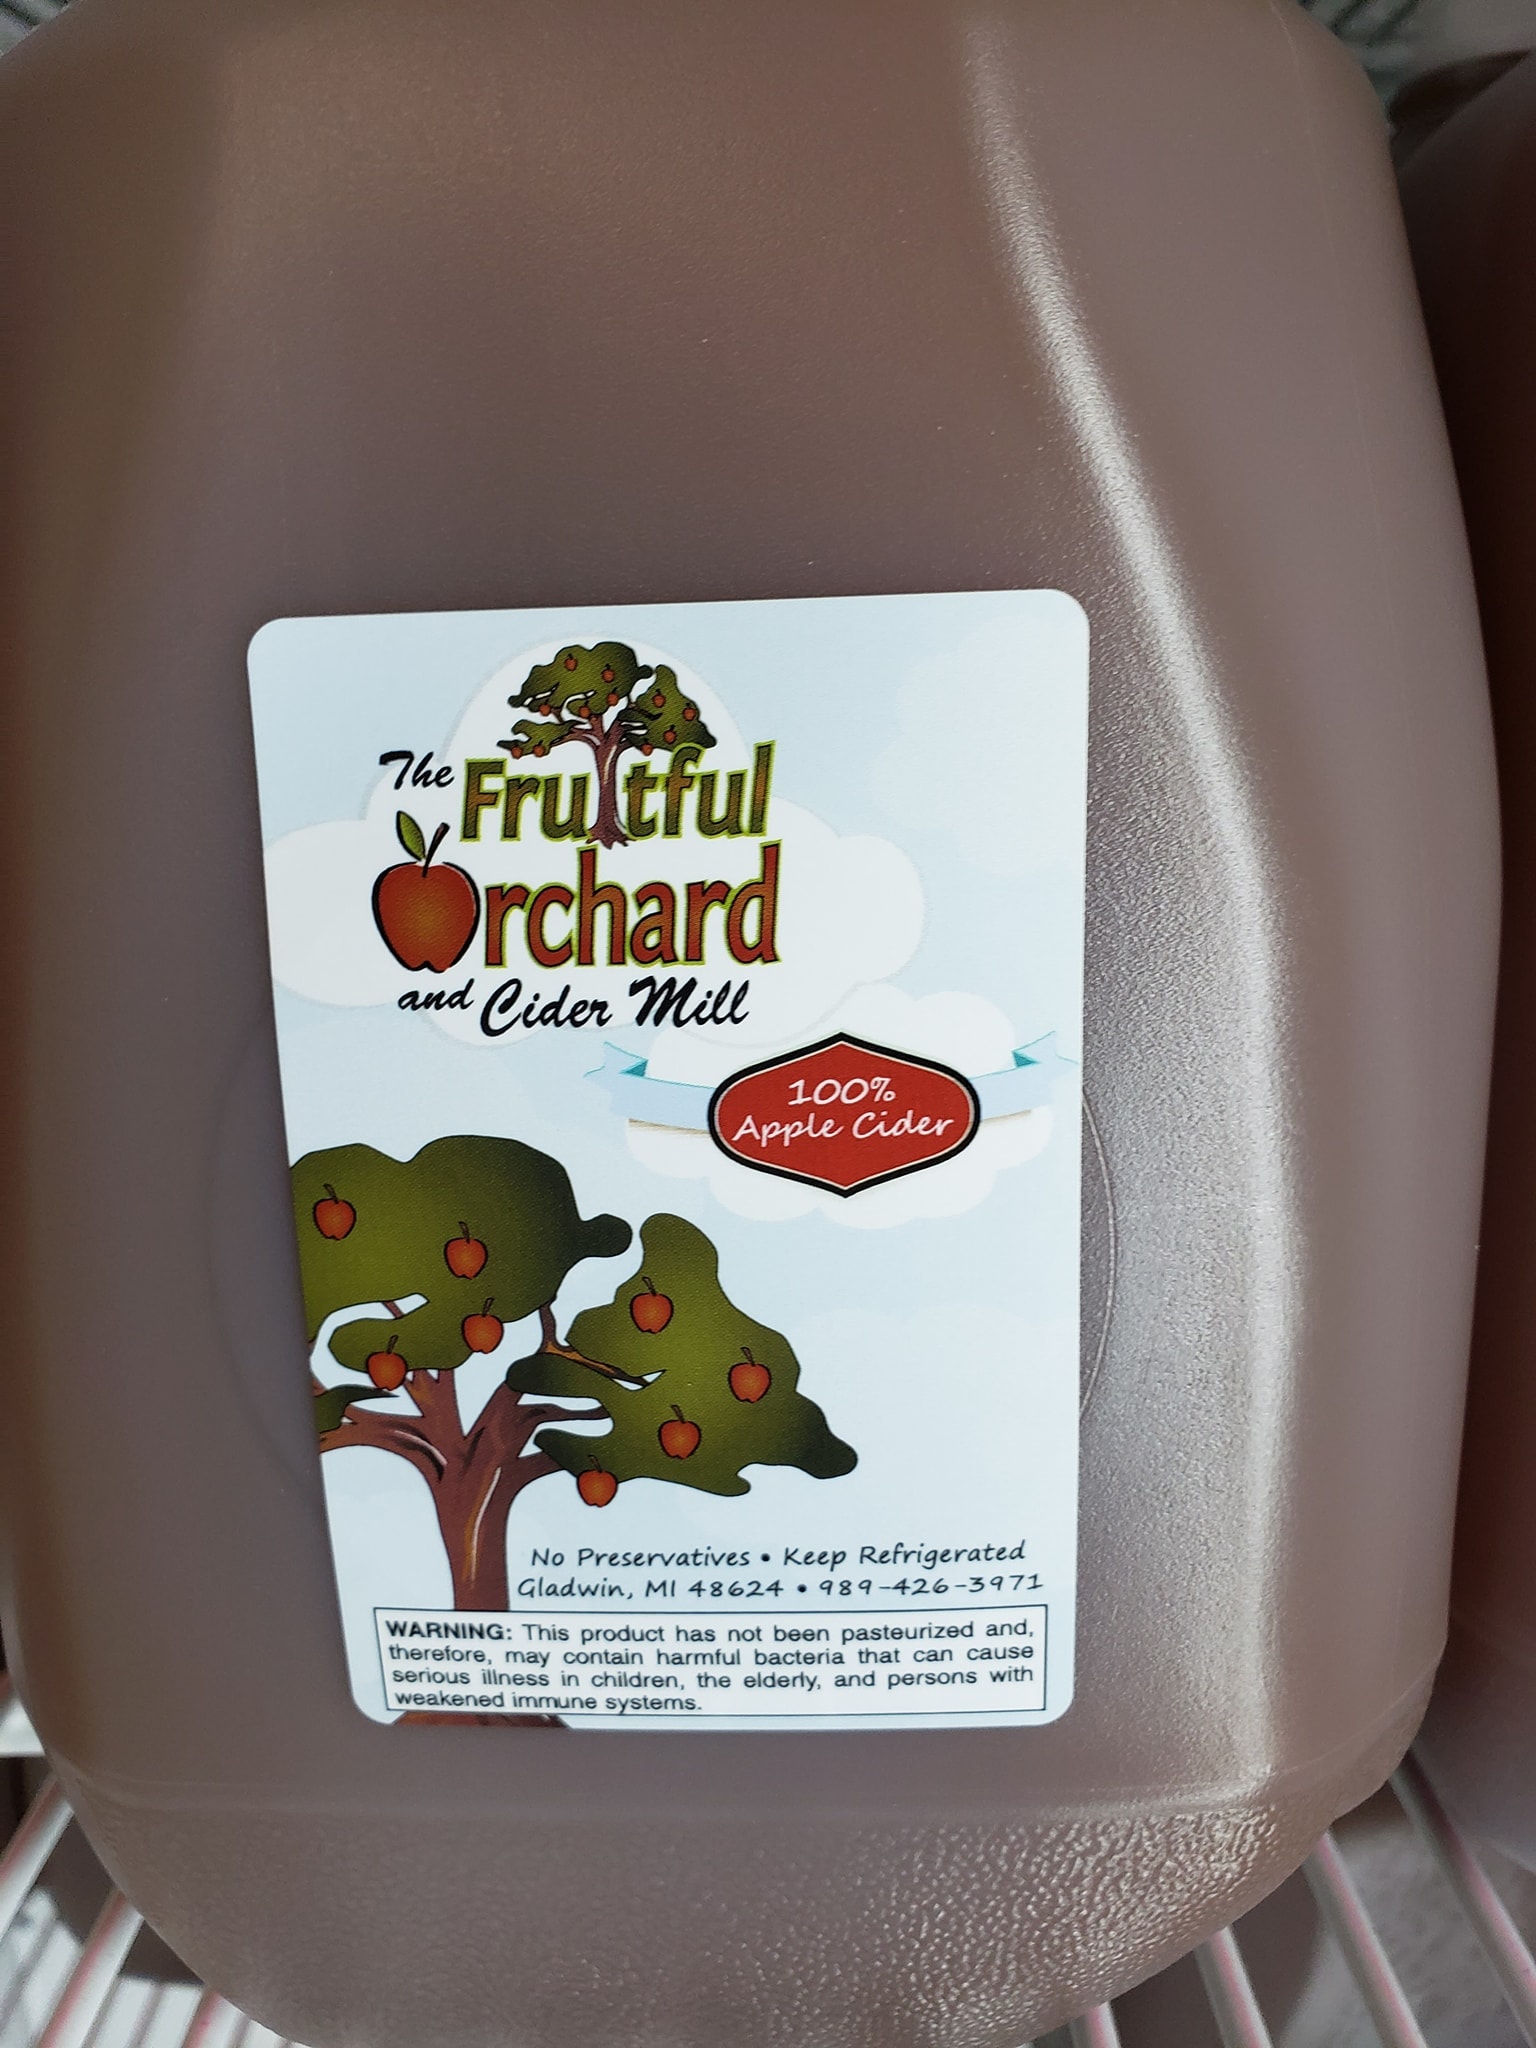 The Fruitful
Orchard
and Cider Mill
100%
Apple Cider
No Preservatives • Keep Refrigerated
Gladwin, MI 48624 • 989-426-3971
WARNING: This product has not been pasteurized and,
therefore, may contain harmful bacteria that can cause
serious illness in children, the elderly, and persons with
weakened immune systems.